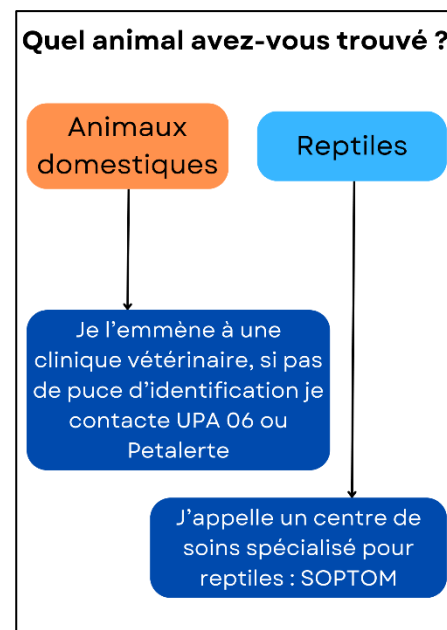 Quel animal avez-vous trouvé ?
Animaux
domestiques
Reptiles
Je l'emmène à une
clinique vétérinaire, si pas
de puce d'identification je
contacte UPA 06 ou
Petalerte
J'appelle un centre de
soins spécialisé pour
reptiles : SOPTOM